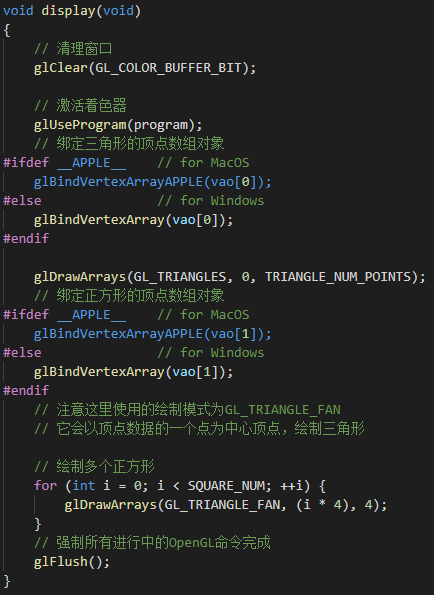 void display(void)
{
    // 清理窗口
    glClear(GL_COLOR_BUFFER_BIT);
    // 激活着色器
    glUseProgram(program);
    // 绑定三角形的顶点数组对象
#ifdef __APPLE__    // for MacOS
    glBindVertexArrayAPPLE(vao[0]);
#else               // for Windows
    glBindVertexArray(vao[0]);
#endif
    glDrawArrays(GL_TRIANGLES, 0, TRIANGLE_NUM_POINTS);
    // 绑定正方形的顶点数组对象
#ifdef __APPLE__    // for MacOS
    glBindVertexArrayAPPLE(vao[1]);
#else               // for Windows
    glBindVertexArray(vao[1]);
#endif
    // 注意这里使用的绘制模式为GL_TRIANGLE_FAN
    // 它会以顶点数据的一个点为中心顶点，绘制三角形
    // 绘制多个正方形
    for (int i = 0; i < SQUARE_NUM; ++i) {
        glDrawArrays(GL_TRIANGLE_FAN, (i * 4), 4);
    }
    // 强制所有进行中的OpenGL命令完成
    glFlush();
}